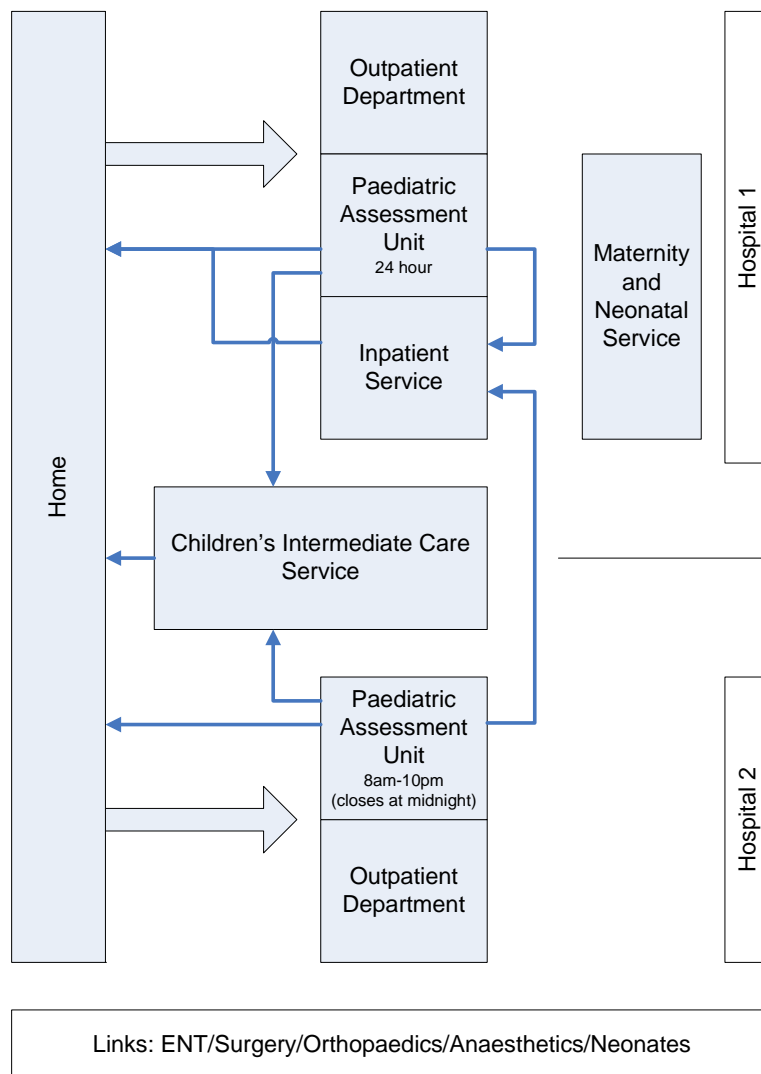 Home
Outpatient
Department
Paediatric
Assessment
Unit
24 hour
Inpatient
Service
Maternity
and
Neonatal
Service
Hospital 1
Children’s Intermediate Care
Service
Paediatric
Assessment
Unit
8am-10pm
(closes at midnight)
Outpatient
Department
Hospital 2
Links: ENT/Surgery/Orthopaedics/Anaesthetics/Neonates